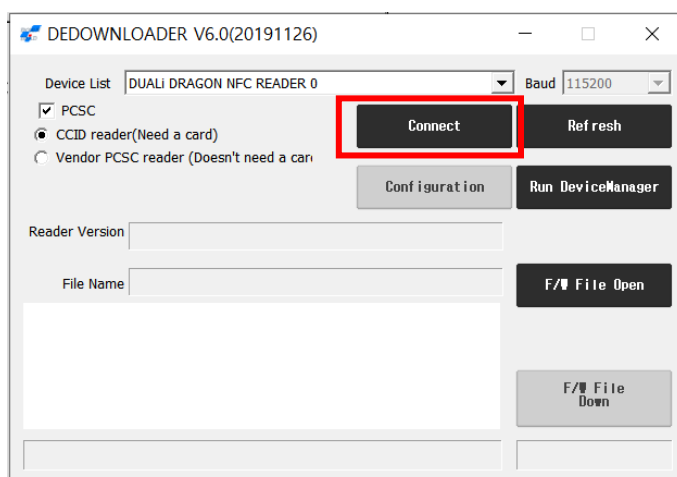 DEDOWNLOADER V6.0(20191126)
Device List DUALi DRAGON NFC READER 0 Baud 115200
PCSC
CCID reader(Need a card)
Connect Refresh
Vendor PCSC reader (Doesn't need a card
Configuration Run DeviceManager
Reader Version
File Name F/W File Open
F/W File
Down